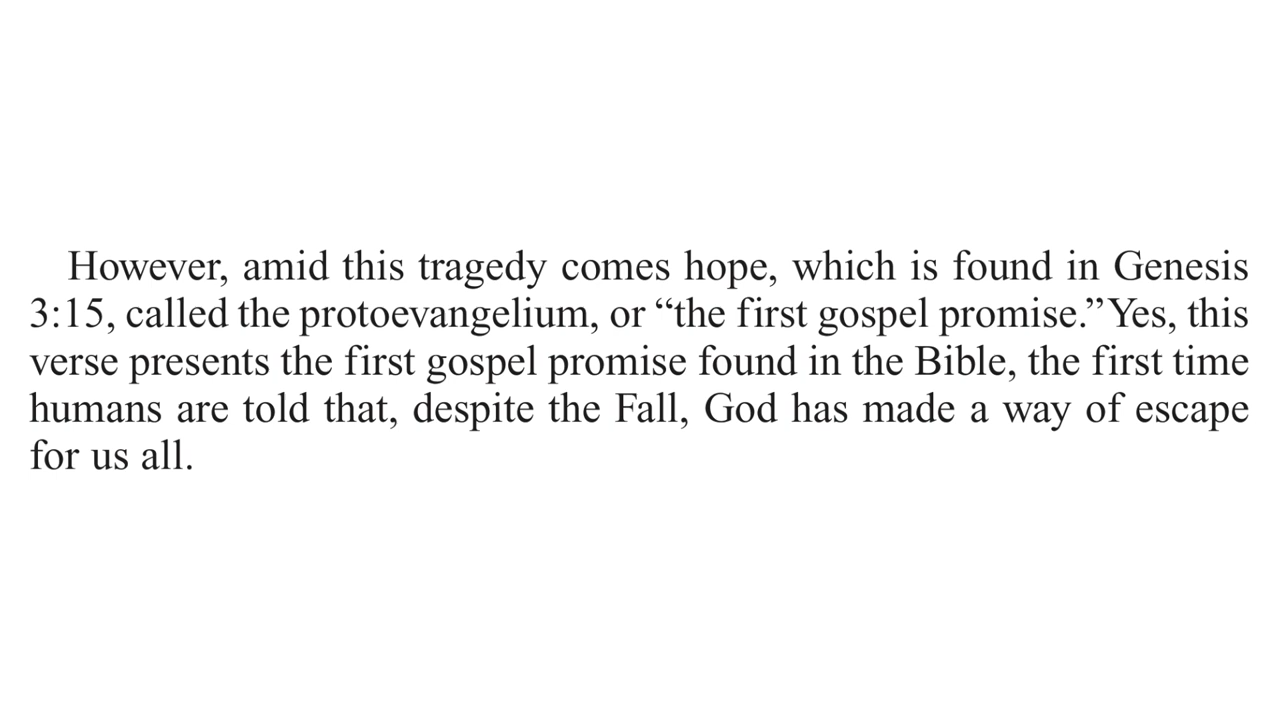 However, amid this tragedy comes hope, which is found in Genesis
3:15, called the protoevangelium, or “the first gospel promise.” Yes, this
verse presents the first gospel promise found in the Bible, the first time
humans are told that, despite the Fall, God has made a way of escape
for us all.